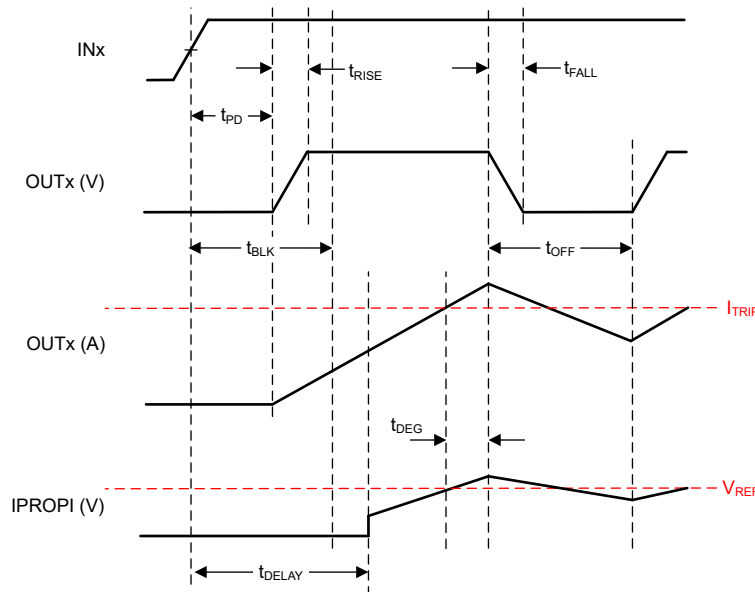 INx
tRISE
tFALL
tPD
OUTx (V)
tBLK
tOFF
ITRIP
OUTx (A)
tDEG
VREF
IPROPI (V)
tDELAY